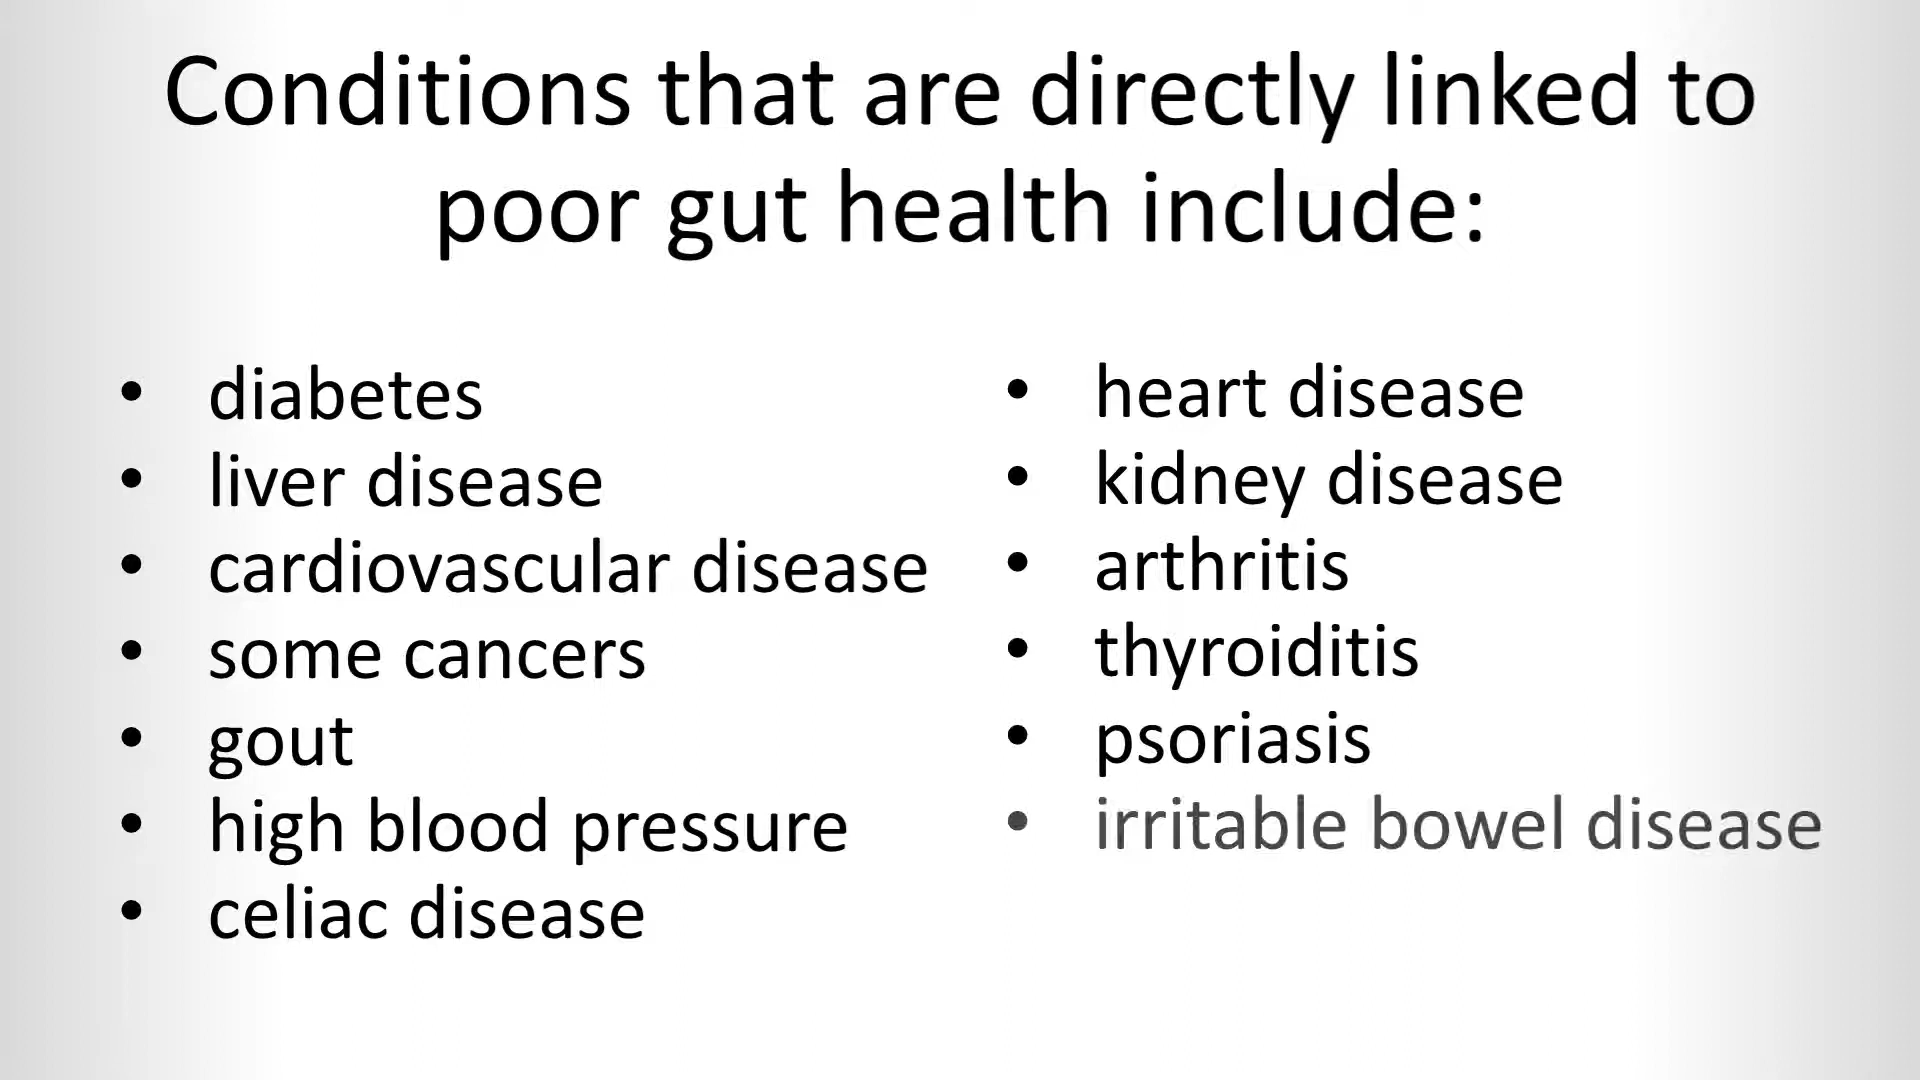 Conditions that are directly linked to
poor gut health include:
• diabetes
• liver disease
• cardiovascular disease
• some cancers
• gout
• high blood pressure
• celiac disease
• heart disease
• kidney disease
• arthritis
• thyroiditis
• psoriasis
• irritable bowel disease